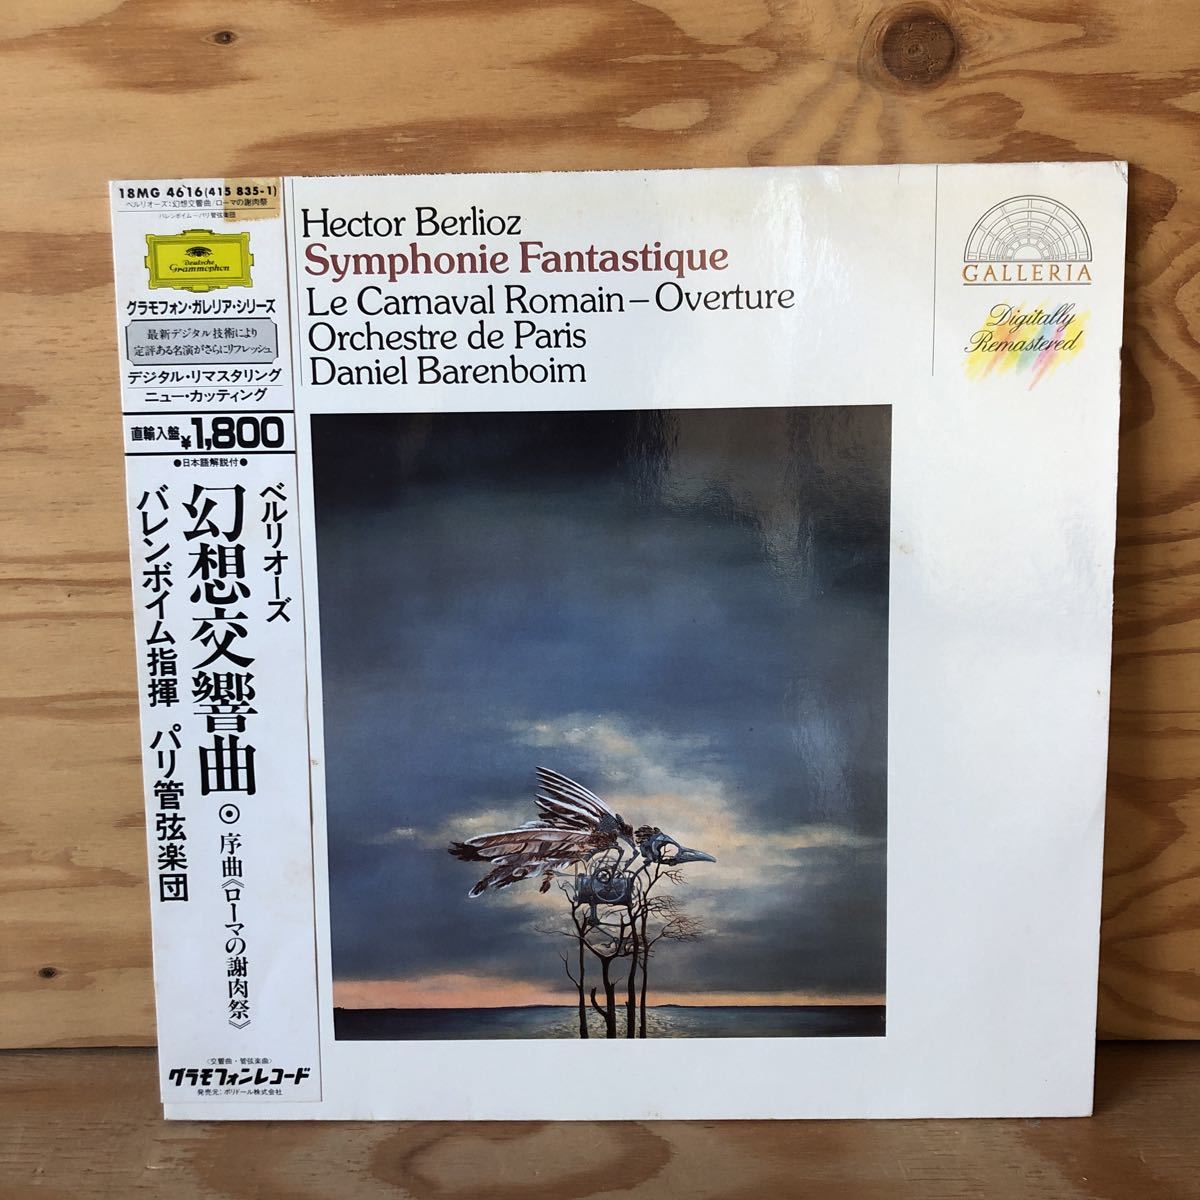 18MG 4616(415 835-1)
ベルリオーズ:幻想交響曲/ローマの謝肉祭
バレンボイム−パリ管弦楽団
Deutsche
Grammophon
グラモフォン・ガレリア・シリーズ
最新デジタル技術により
定評ある名演がさらにリフレッシュ
デジタル・リマスタリング
ニュー・カッティング
直輸入盤¥1,800
●日本語解説付●
ベルリオーズ
幻想交響曲◉序曲《ローマの謝肉祭》
バレンボイム指揮 パリ管弦楽団
〈交響曲・管弦楽曲〉
グラモフォンレコード
発売元:ポリドール株式会社
Hector Berlioz
Symphonie Fantastique
Le Carnaval Romain – Overture
Orchestre de Paris
Daniel Barenboim
GALLERIA
Digitally
Remastered